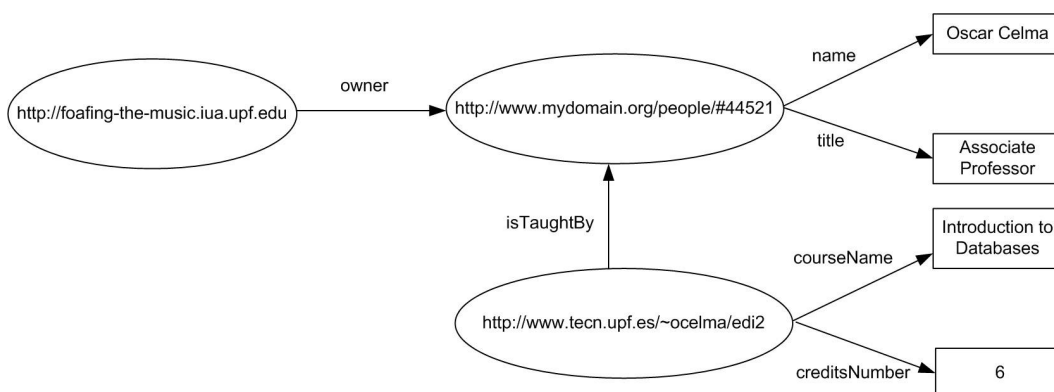 Oscar Celma
name
owner
http://foafing-the-music.iua.upf.edu
http://www.mydomain.org/people/#44521
title
Associate
Professor
isTaughtBy
Introduction to
Databases
courseName
http://www.tecn.upf.es/~ocelma/edi2
creditsNumber
6